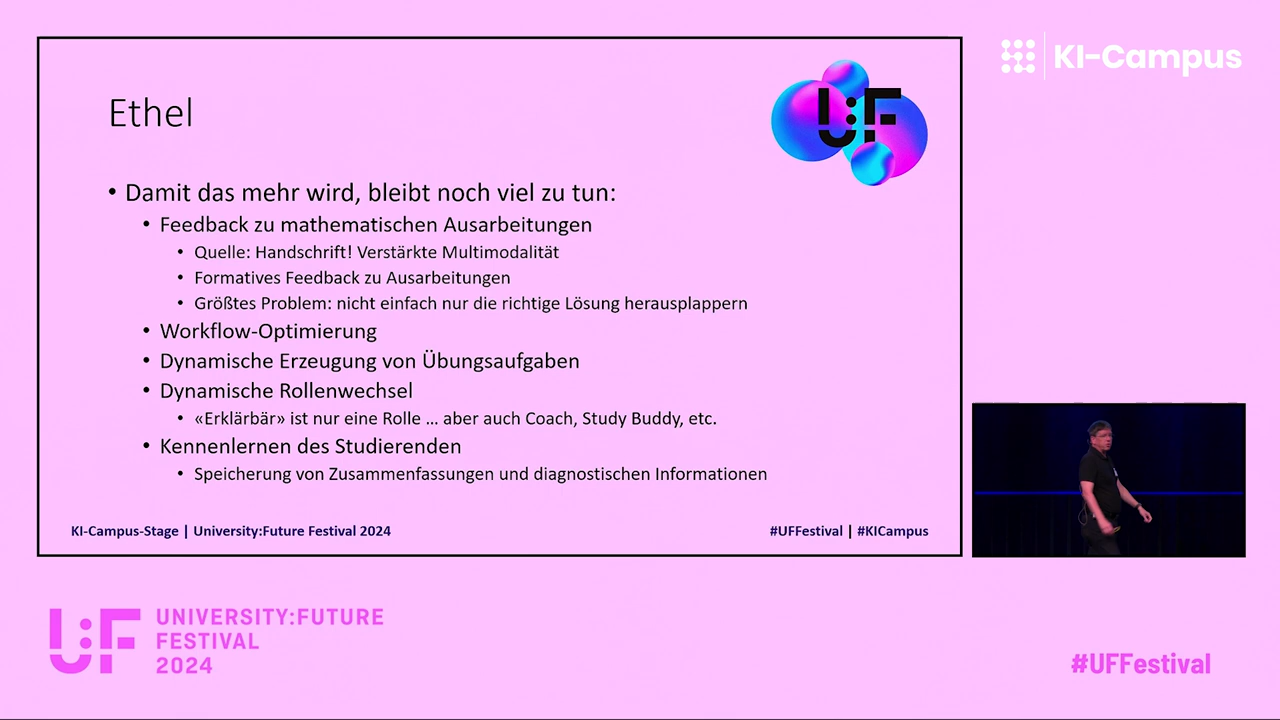 KI-Campus
Ethel
U:F
• Damit das mehr wird, bleibt noch viel zu tun:
• Feedback zu mathematischen Ausarbeitungen
• Quelle: Handschrift! Verstärkte Multimodalität
• Formatives Feedback zu Ausarbeitungen
• Größtes Problem: nicht einfach nur die richtige Lösung herausplappern
• Workflow-Optimierung
• Dynamische Erzeugung von Übungsaufgaben
• Dynamische Rollenwechsel
• «Erklärbär» ist nur eine Rolle … aber auch Coach, Study Buddy, etc.
• Kennenlernen des Studierenden
• Speicherung von Zusammenfassungen und diagnostischen Informationen
KI-Campus-Stage | University:Future Festival 2024
#UFFestival | #KICampus
U:F
UNIVERSITY:FUTURE
FESTIVAL
2024
#UFFestival